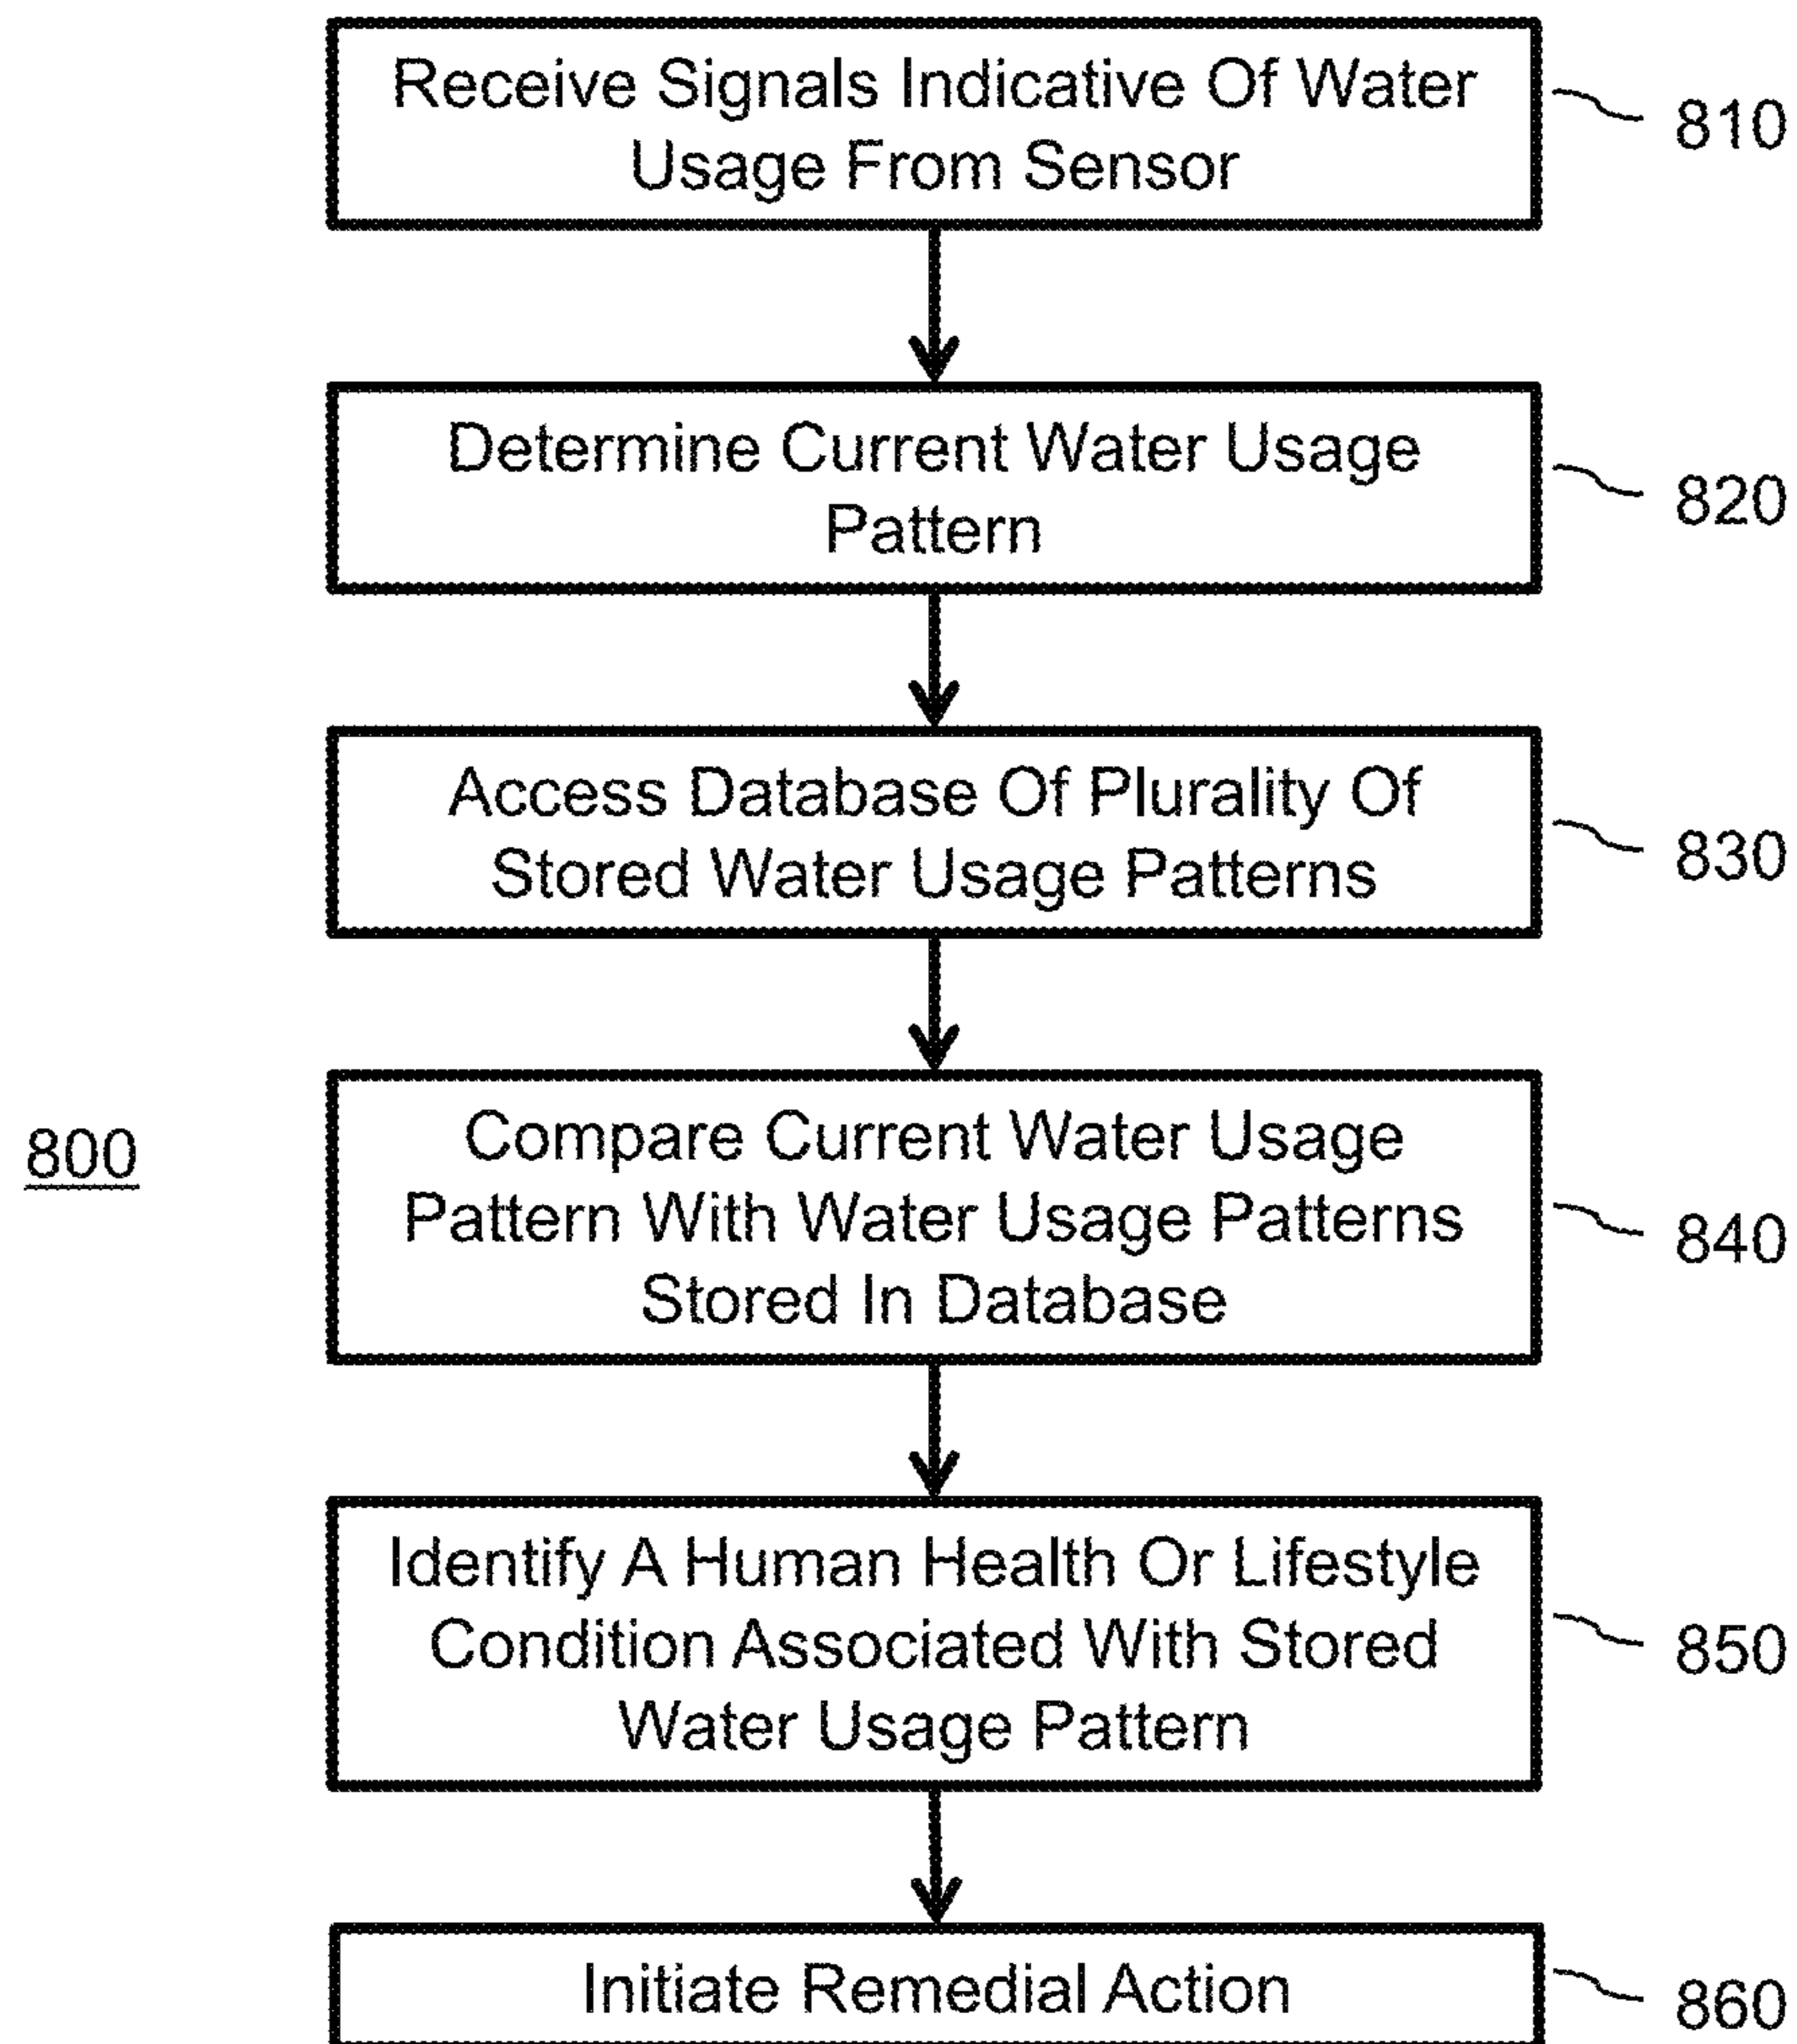 Receive Signals Indicative Of Water
Usage From Sensor
810
Determine Current Water Usage
Pattern
820
Access Database Of Plurality Of
Stored Water Usage Patterns
830
800
Compare Current Water Usage
Pattern With Water Usage Patterns
Stored In Database
840
Identify A Human Health Or Lifestyle
Condition Associated With Stored
Water Usage Pattern
850
Initiate Remedial Action
860